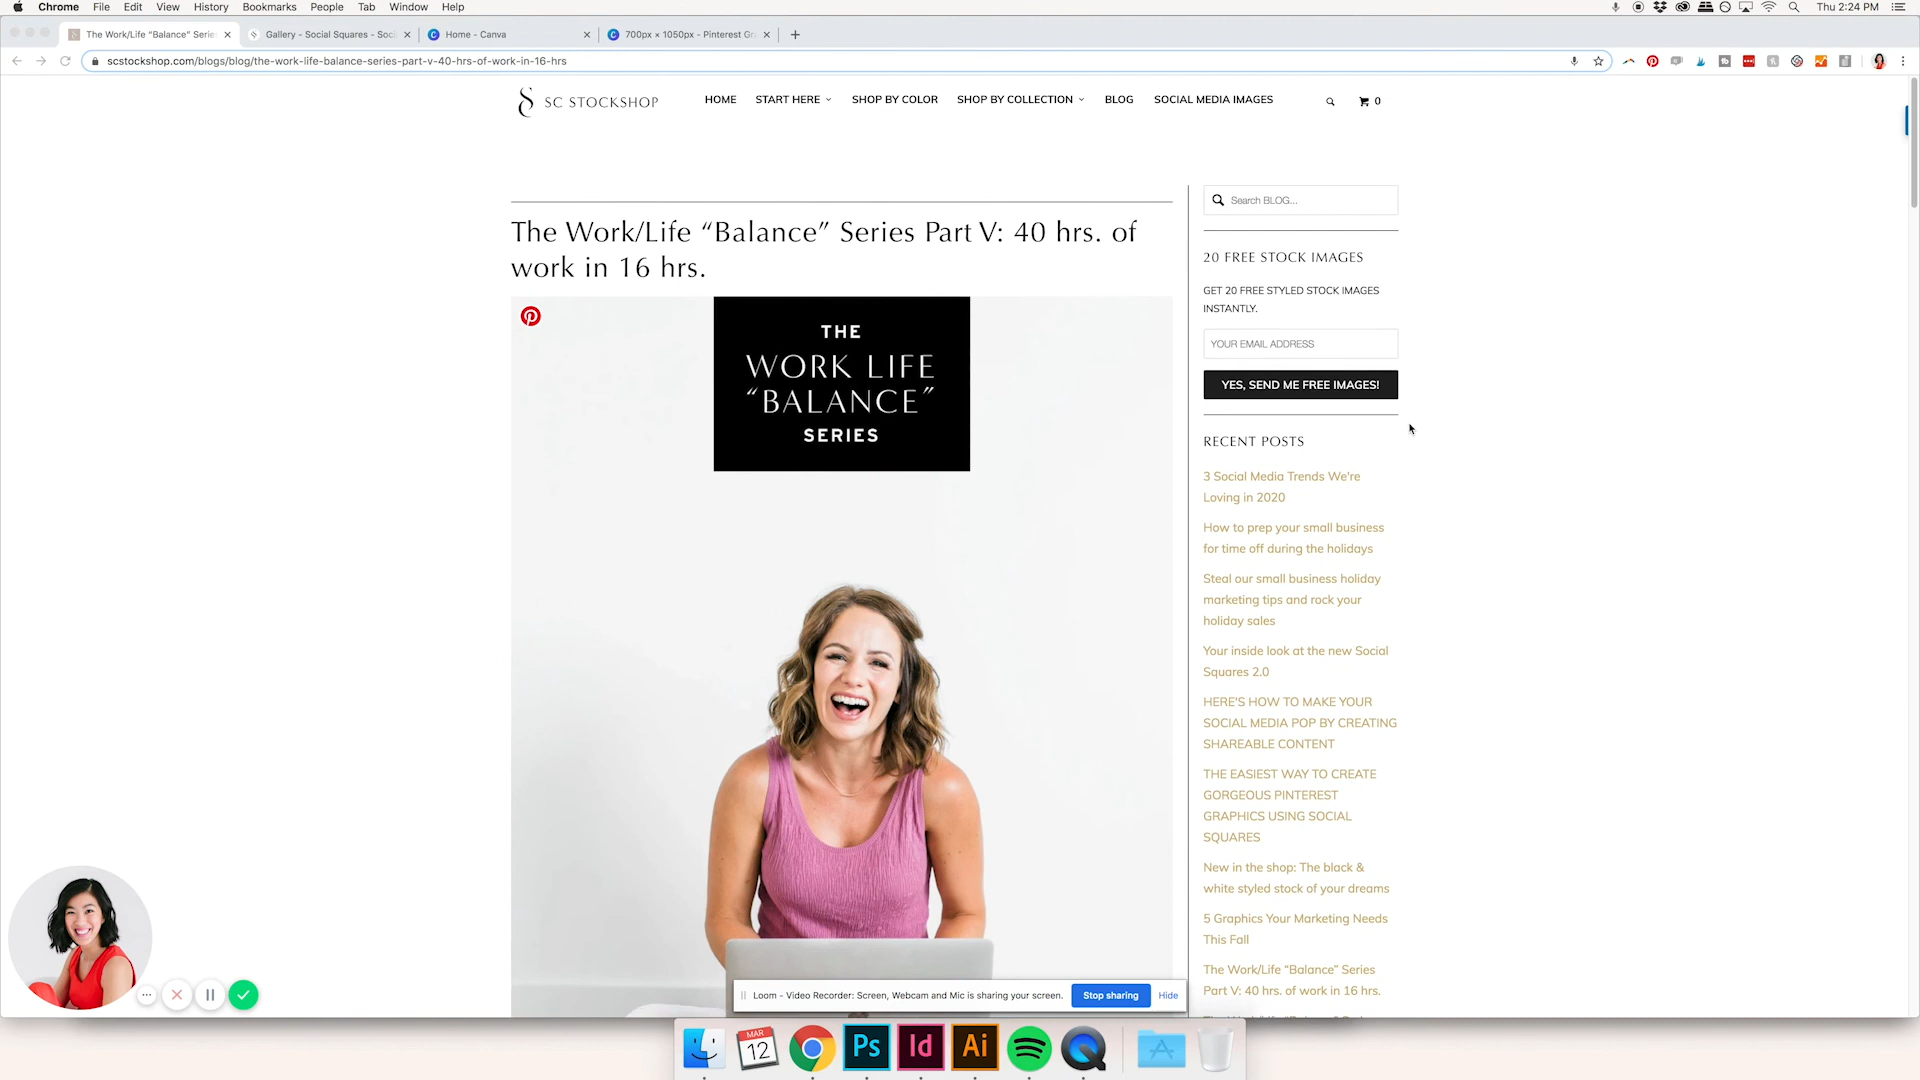 Chrome File Edit View History Bookmarks People Tab Window Help
Thu 2:24 PM
The Work/Life “Balance” Serie
Gallery - Social Squares - Soci
Home - Canva
700px × 1050px - Pinterest Gr
scstockshop.com/blogs/blog/the-work-life-balance-series-part-v-40-hrs-of-work-in-16-hrs
SC STOCKSHOP
HOME START HERE SHOP BY COLOR SHOP BY COLLECTION BLOG SOCIAL MEDIA IMAGES
0
The Work/Life “Balance” Series Part V: 40 hrs. of
work in 16 hrs.
THE
WORK LIFE
“BALANCE”
SERIES
Search BLOG...
20 FREE STOCK IMAGES
GET 20 FREE STYLED STOCK IMAGES
INSTANTLY.
YOUR EMAIL ADDRESS
YES, SEND ME FREE IMAGES!
RECENT POSTS
3 Social Media Trends We're
Loving in 2020
How to prep your small business
for time off during the holidays
Steal our small business holiday
marketing tips and rock your
holiday sales
Your inside look at the new Social
Squares 2.0
HERE'S HOW TO MAKE YOUR
SOCIAL MEDIA POP BY CREATING
SHAREABLE CONTENT
THE EASIEST WAY TO CREATE
GORGEOUS PINTEREST
GRAPHICS USING SOCIAL
SQUARES
New in the shop: The black &
white styled stock of your dreams
5 Graphics Your Marketing Needs
This Fall
The Work/Life “Balance” Series
Part V: 40 hrs. of work in 16 hrs.
Loom - Video Recorder: Screen, Webcam and Mic is sharing your screen.
Stop sharing
Hide
MAR
12
Ps
Id
Ai